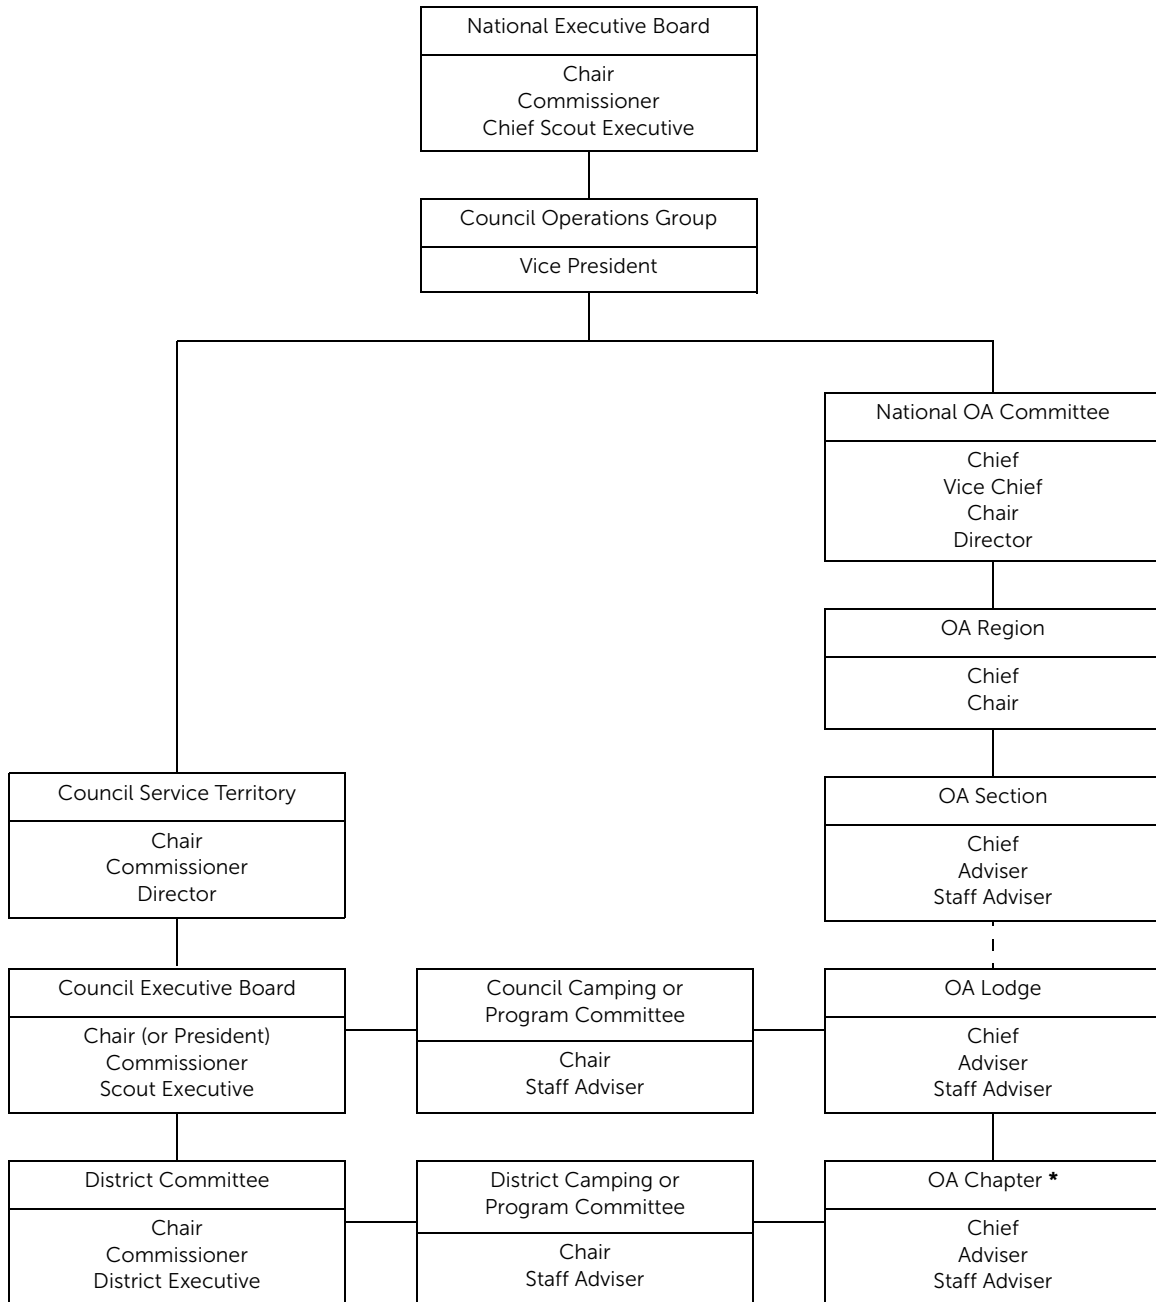 National Executive Board
Chair
Commissioner
Chief Scout Executive
Council Operations Group
Vice President
National OA Committee
Chief
Vice Chief
Chair
Director
OA Region
Chief
Chair
Council Service Territory
Chair
Commissioner
Director
OA Section
Chief
Adviser
Staff Adviser
Council Executive Board
Chair (or President)
Commissioner
Scout Executive
Council Camping or
Program Committee
Chair
Staff Adviser
OA Lodge
Chief
Adviser
Staff Adviser
District Committee
Chair
Commissioner
District Executive
District Camping or
Program Committee
Chair
Staff Adviser
OA Chapter *
Chief
Adviser
Staff Adviser